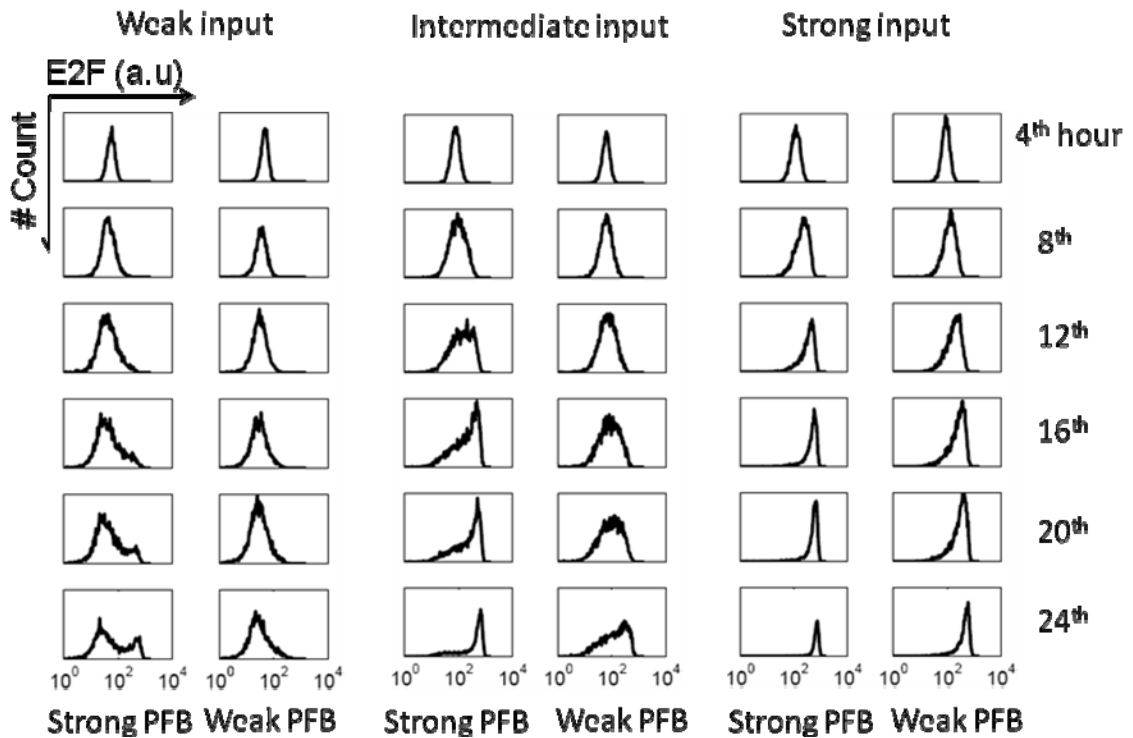 Weak input Intermediate input Strong input
E2F (a.u)
# Count
4th hour
8th
12th
16th
20th
24th
10^0 10^2 10^4 10^0 10^2 10^4 10^0 10^2 10^4 10^0 10^2 10^4 10^0 10^2 10^4 10^0 10^2 10^4
Strong PFB Weak PFB Strong PFB Weak PFB Strong PFB Weak PFB